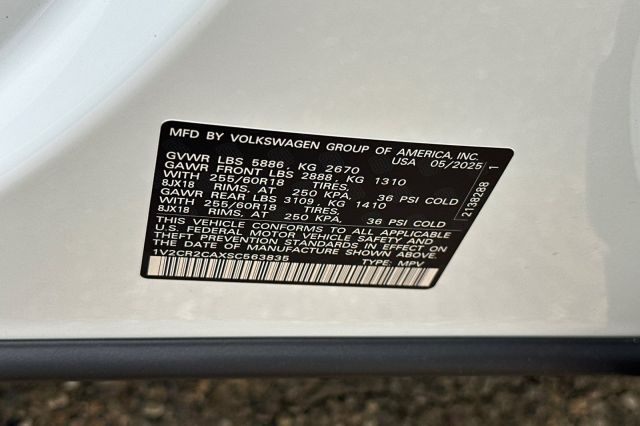 MFD BY VOLKSWAGEN GROUP OF AMERICA, INC.
USA 05/2025
GVWR LBS 5886, KG 2670
GAWR FRONT LBS 2888, KG 1310
WITH 255/60R18 TIRES,
8JX18 RIMS, AT 250 KPA, 36 PSI COLD
GAWR REAR LBS 3109, KG 1410
WITH 255/60R18 TIRES,
8JX18 RIMS, AT 250 KPA, 36 PSI COLD
THIS VEHICLE CONFORMS TO ALL APPLICABLE
U.S. FEDERAL MOTOR VEHICLE SAFETY AND
THEFT PREVENTION STANDARDS IN EFFECT ON
THE DATE OF MANUFACTURE SHOWN ABOVE.
1V2CR2CAXSC563835 TYPE: MPV
2138288 1